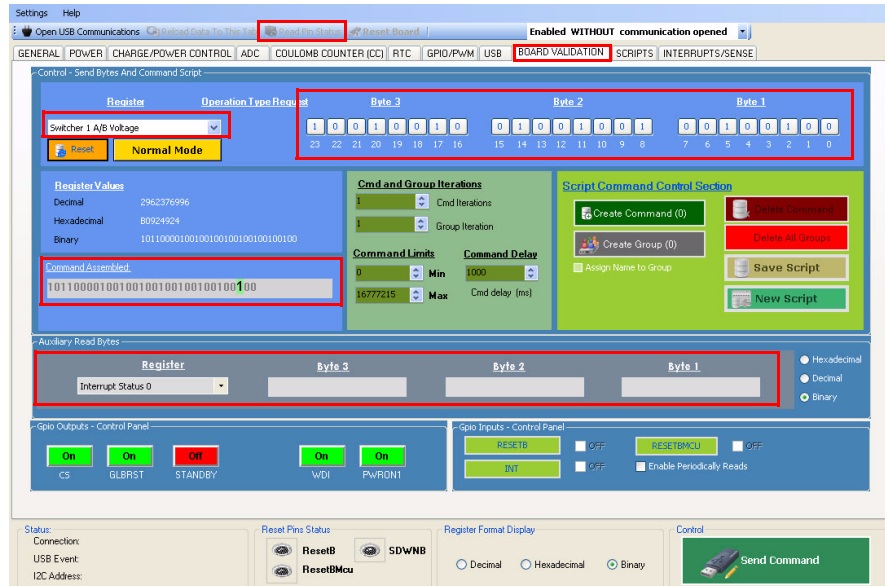 Settings Help
Open USB Communications Reload Data To This Tab Read Pin Status Reset Board Enabled WITHOUT communication opened
GENERAL POWER CHARGE/POWER CONTROL ADC COULOMB COUNTER (CC) RTC GPIO/PWM USB BOARD VALIDATION SCRIPTS INTERRUPTS/SENSE
Control - Send Bytes And Command Script
Register Operation Type Request Byte 3 Byte 2 Byte 1
Switcher 1 A/B Voltage 1 0 0 1 0 0 1 0 0 1 0 0 1 0 0 1 0 0 1 0 0 1 0 0
23 22 21 20 19 18 17 16 15 14 13 12 11 10 9 8 7 6 5 4 3 2 1 0
Reset Normal Mode
Register Values
Decimal 2962376996
Hexadecimal B0924924
Binary 10110000100100100100100100100100
Command Assembled:
10110000100100100100100100100100
Cmd and Group Iterations
1 Cmd Iterations
1 Group Iteration
Command Limits Command Delay
0 Min 1000
16777215 Max Cmd delay (ms)
Script Command Control Section
Create Command (0) Delete Command
Create Group (0) Delete All Groups
Assign Name to Group Save Script
New Script
Auxiliary Read Bytes
Register Byte 3 Byte 2 Byte 1
Interrupt Status 0
Hexadecimal
Decimal
Binary
Gpio Outputs - Control Panel
On On Off On On
CS GLBRST STANDBY WDI PWRON1
Gpio Inputs - Control Panel
RESETB OFF RESETBMCU OFF
INT OFF Enable Periodically Reads
Status:
Connection:
USB Event:
I2C Address:
Reset Pins Status
ResetB SDWNB
ResetBMcu
Register Format Display
Decimal Hexadecimal Binary
Control
Send Command